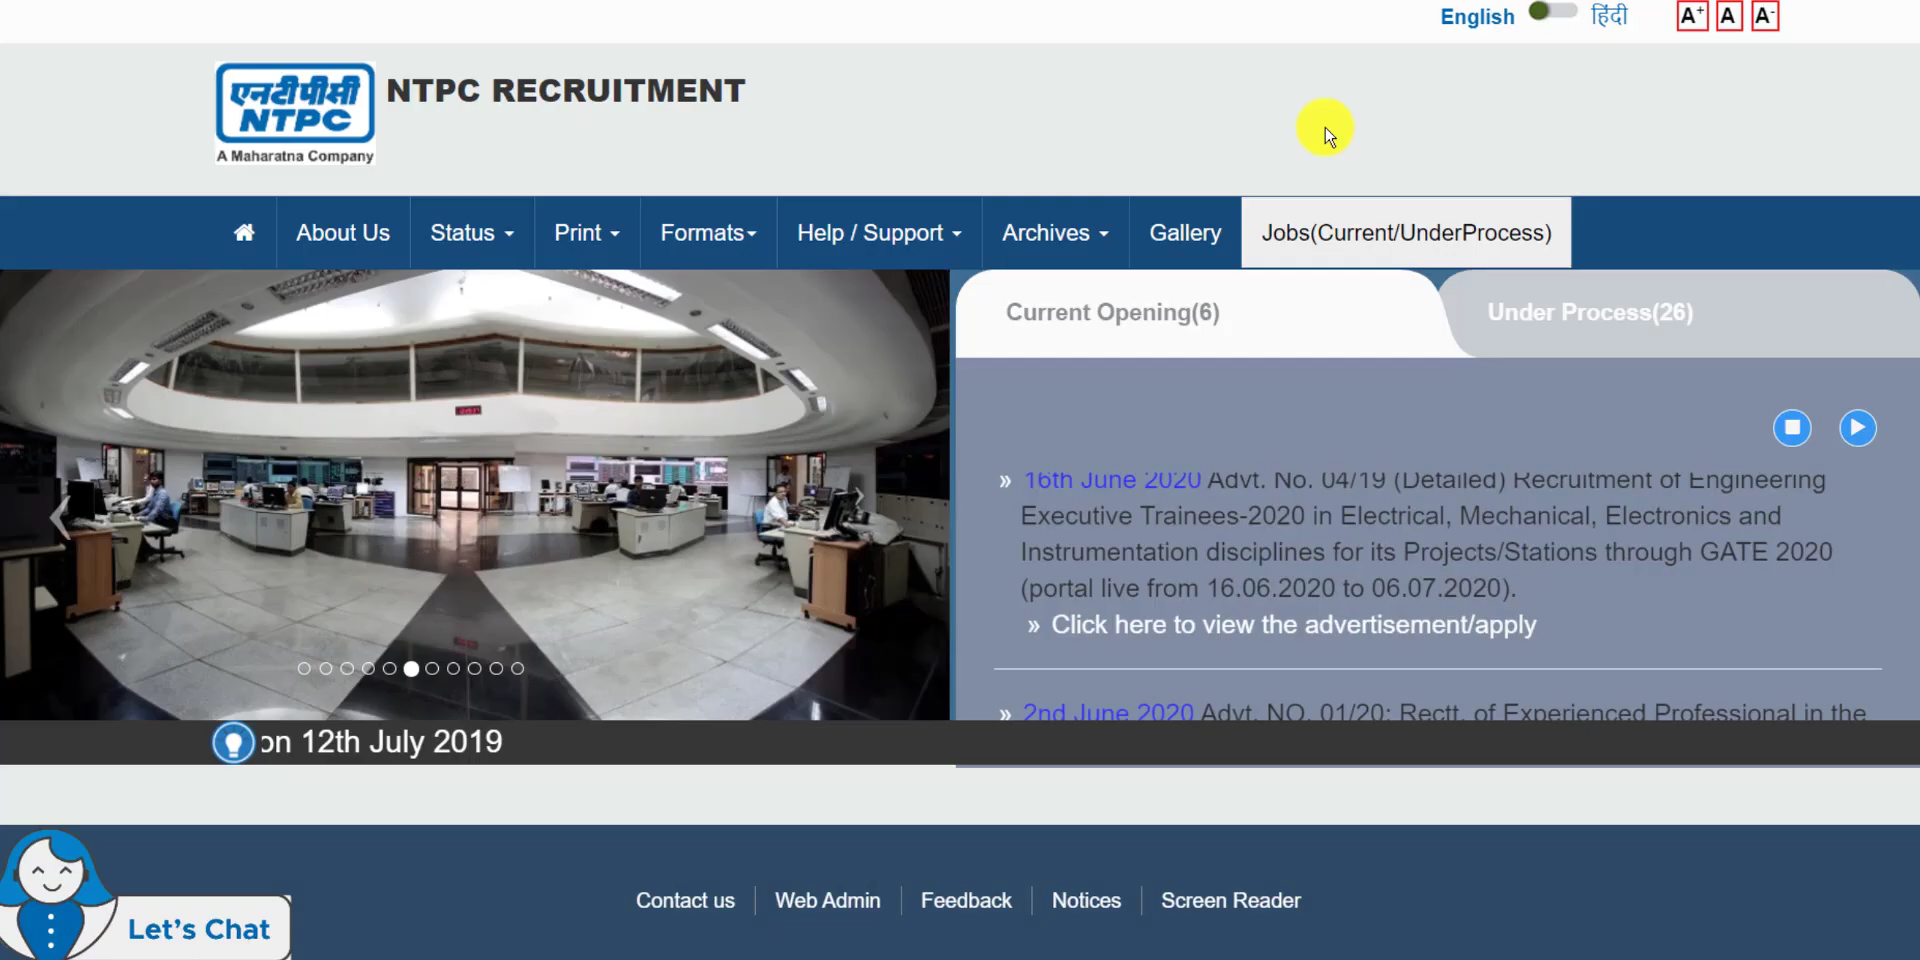 English हिंदी A+ A A-
एनटीपीसी
NTPC
A Maharatna Company
NTPC RECRUITMENT
About Us Status Print Formats Help / Support Archives Gallery Jobs(Current/UnderProcess)
Current Opening(6) Under Process(26)
» 16th June 2020 Advt. No. 04/19 (Detailed) Recruitment of Engineering
Executive Trainees-2020 in Electrical, Mechanical, Electronics and
Instrumentation disciplines for its Projects/Stations through GATE 2020
(portal live from 16.06.2020 to 06.07.2020).
» Click here to view the advertisement/apply
» 2nd June 2020 Advt. NO. 01/20: Rectt. of Experienced Professional in the
on 12th July 2019
Contact us Web Admin Feedback Notices Screen Reader
Let's Chat